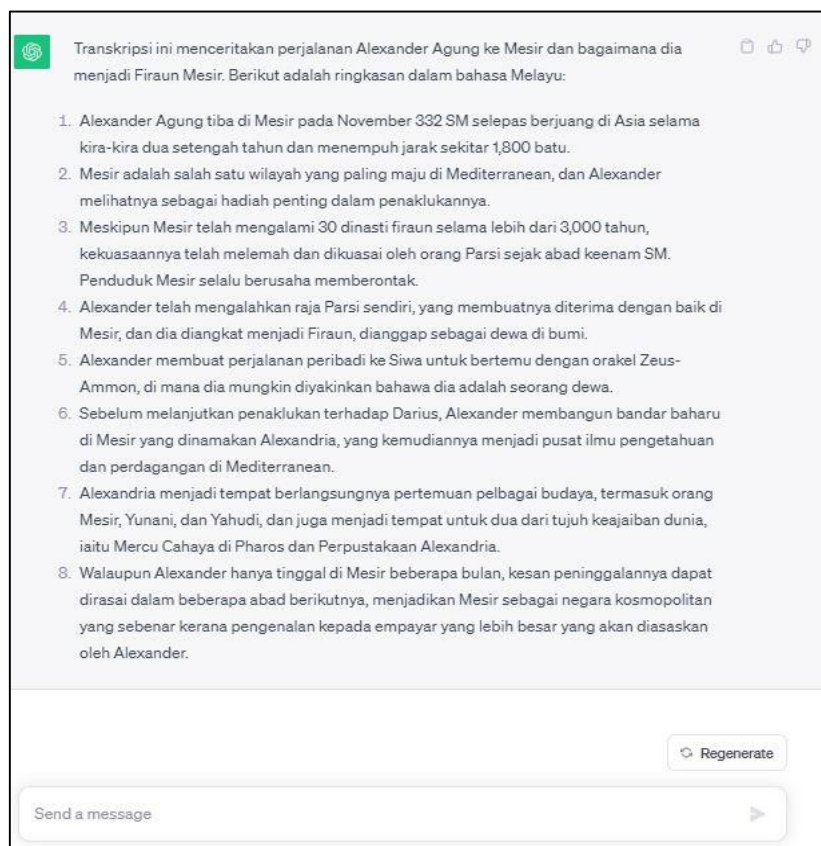 Transkripsi ini menceritakan perjalanan Alexander Agung ke Mesir dan bagaimana dia
menjadi Firaun Mesir. Berikut adalah ringkasan dalam bahasa Melayu:
1. Alexander Agung tiba di Mesir pada November 332 SM selepas berjuang di Asia selama
kira-kira dua setengah tahun dan menempuh jarak sekitar 1,800 batu.
2. Mesir adalah salah satu wilayah yang paling maju di Mediterranean, dan Alexander
melihatnya sebagai hadiah penting dalam penaklukannya.
3. Meskipun Mesir telah mengalami 30 dinasti firaun selama lebih dari 3,000 tahun,
kekuasaannya telah melemah dan dikuasai oleh orang Parsi sejak abad keenam SM.
Penduduk Mesir selalu berusaha memberontak.
4. Alexander telah mengalahkan raja Parsi sendiri, yang membuatnya diterima dengan baik di
Mesir, dan dia diangkat menjadi Firaun, dianggap sebagai dewa di bumi.
5. Alexander membuat perjalanan peribadi ke Siwa untuk bertemu dengan orakel Zeus-
Ammon, di mana dia mungkin diyakinkan bahawa dia adalah seorang dewa.
6. Sebelum melanjutkan penaklukan terhadap Darius, Alexander membangun bandar baharu
di Mesir yang dinamakan Alexandria, yang kemudiannya menjadi pusat ilmu pengetahuan
dan perdagangan di Mediterranean.
7. Alexandria menjadi tempat berlangsungnya pertemuan pelbagai budaya, termasuk orang
Mesir, Yunani, dan Yahudi, dan juga menjadi tempat untuk dua dari tujuh keajaiban dunia,
iaitu Mercu Cahaya di Pharos dan Perpustakaan Alexandria.
8. Walaupun Alexander hanya tinggal di Mesir beberapa bulan, kesan peninggalannya dapat
dirasai dalam beberapa abad berikutnya, menjadikan Mesir sebagai negara kosmopolitan
yang sebenar kerana pengenalan kepada empayar yang lebih besar yang akan diasaskan
oleh Alexander.
Regenerate
Send a message